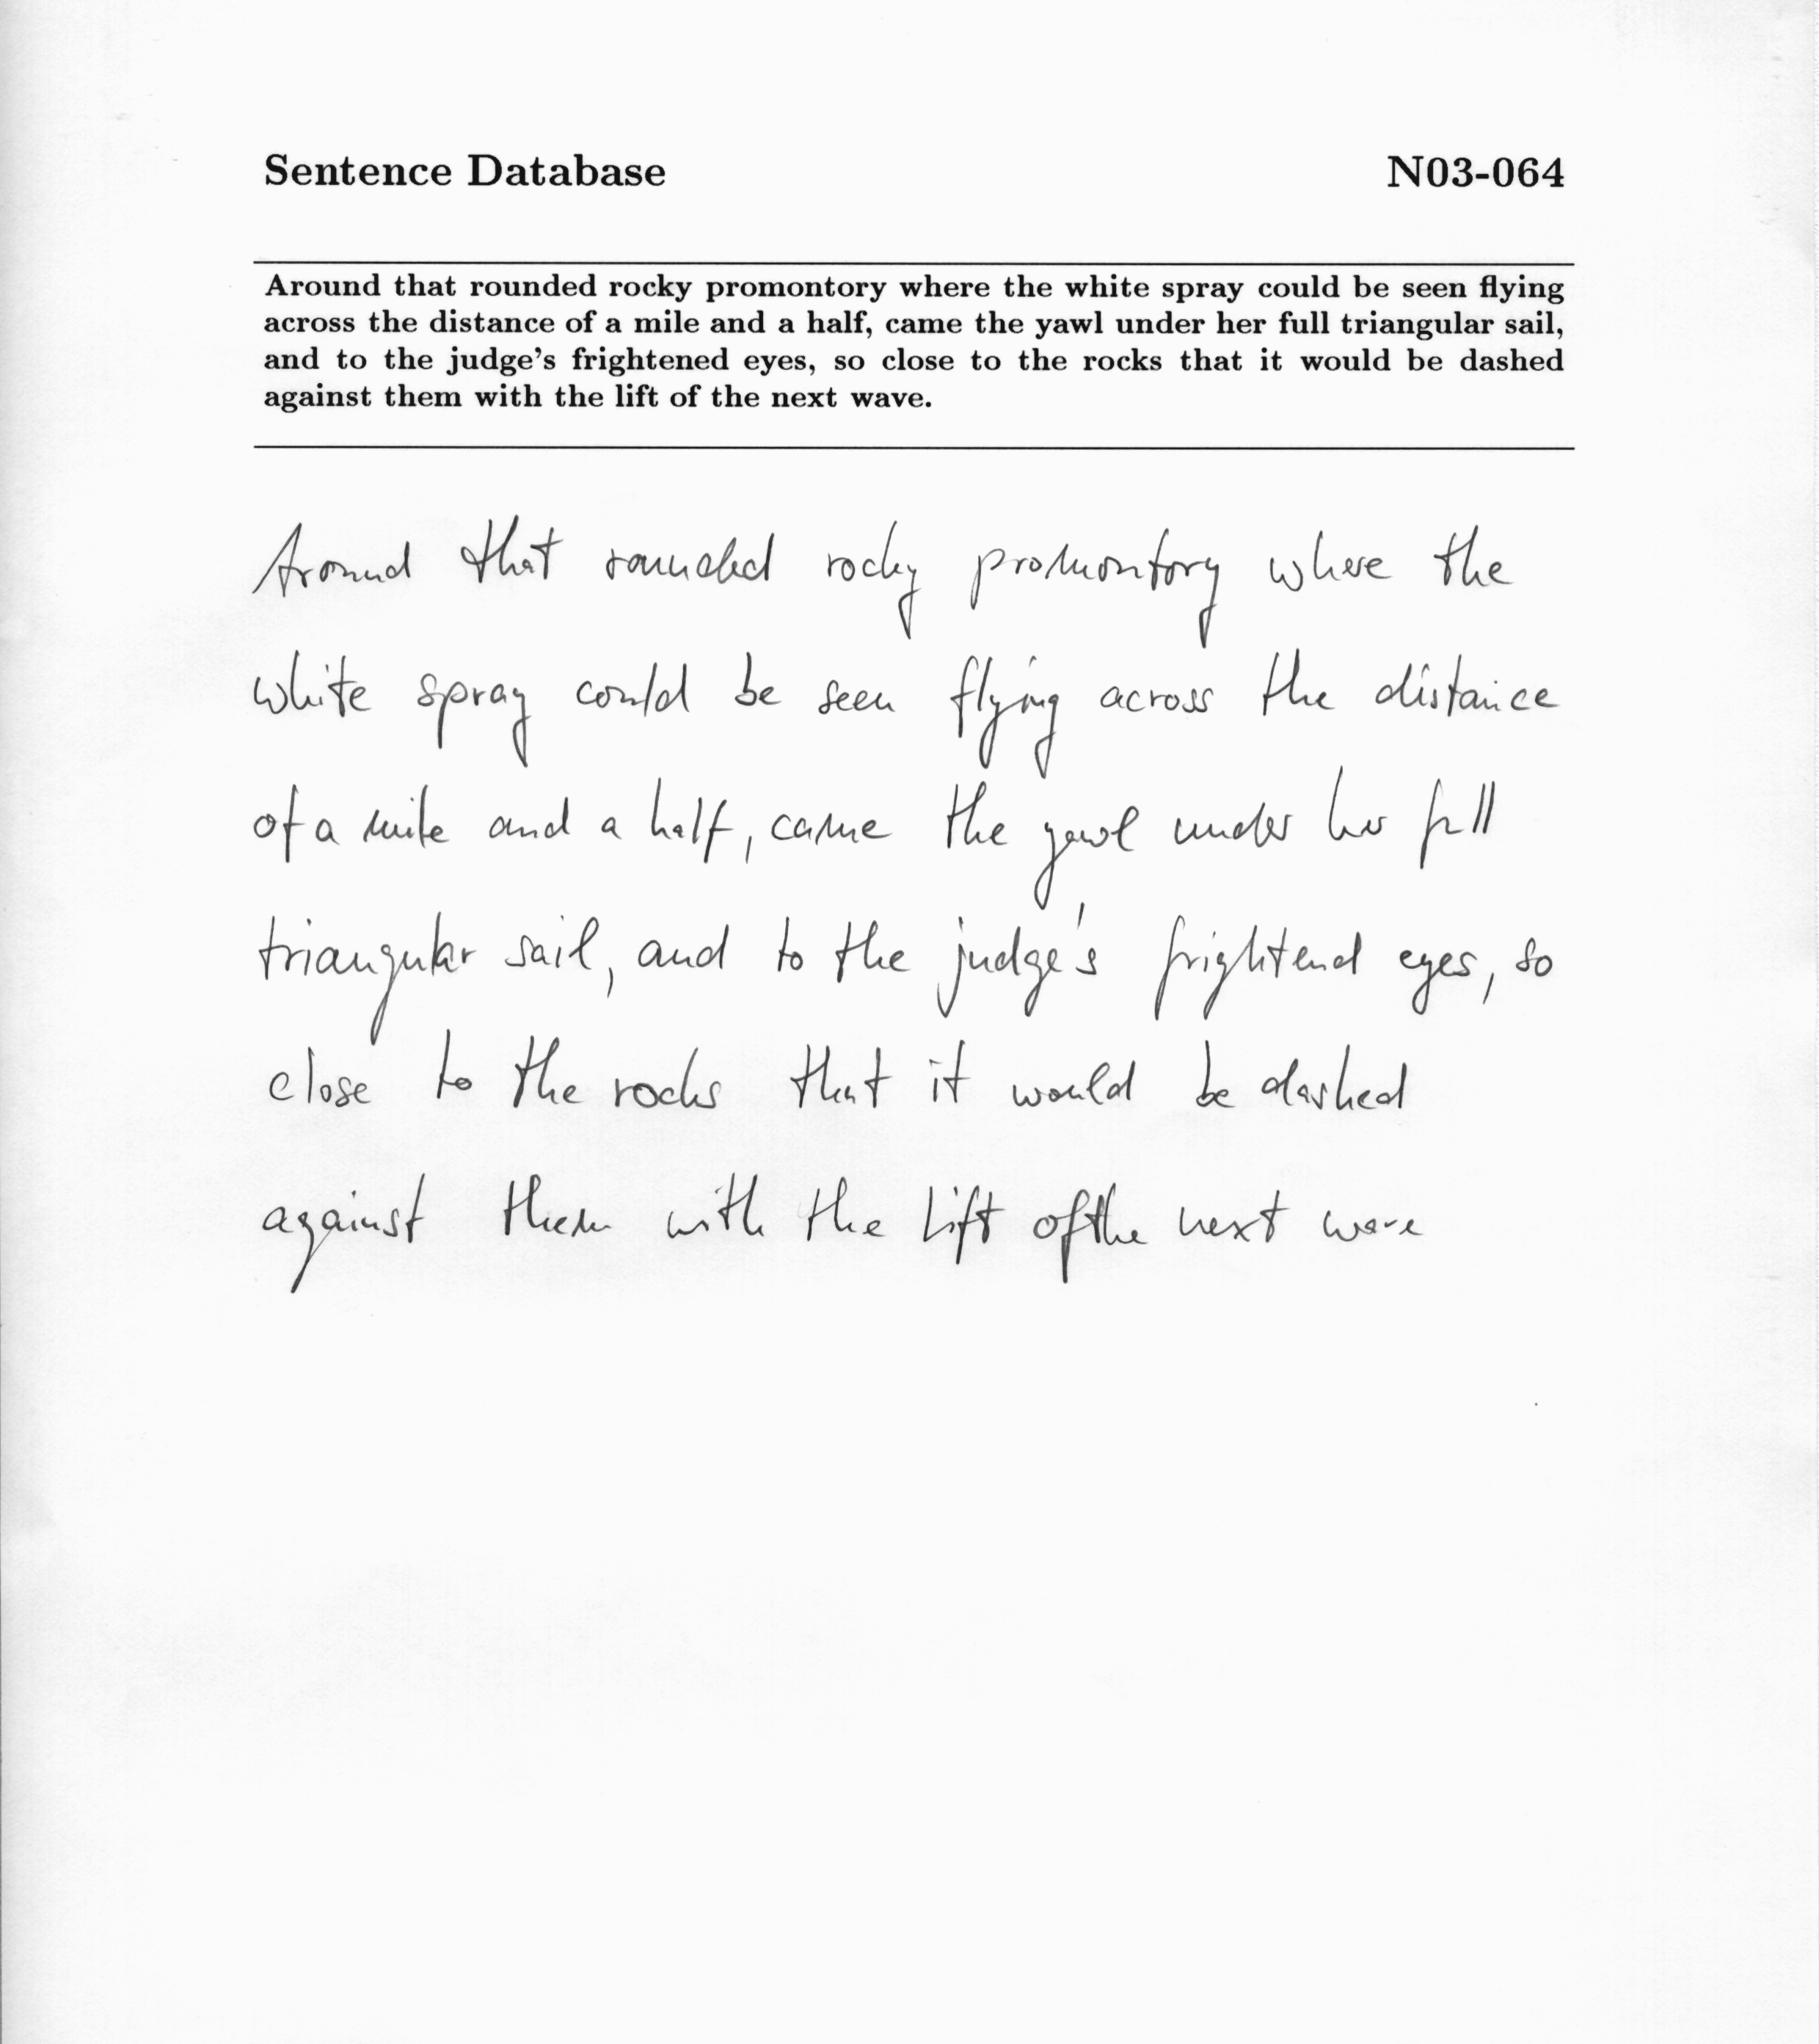 Sentence Database N03-064
Around that rounded rocky promontory where the white spray could be seen flying
across the distance of a mile and a half, came the yawl under her full triangular sail,
and to the judge's frightened eyes, so close to the rocks that it would be dashed
against them with the lift of the next wave.
Around that rounded rocky promontory where the
white spray could be seen flying across the distance
of a mile and a half, came the yawl under her full
triangular sail, and to the judge's frightend eyes, so
close to the rocks that it would be dashed
against them with the lift of the next wave